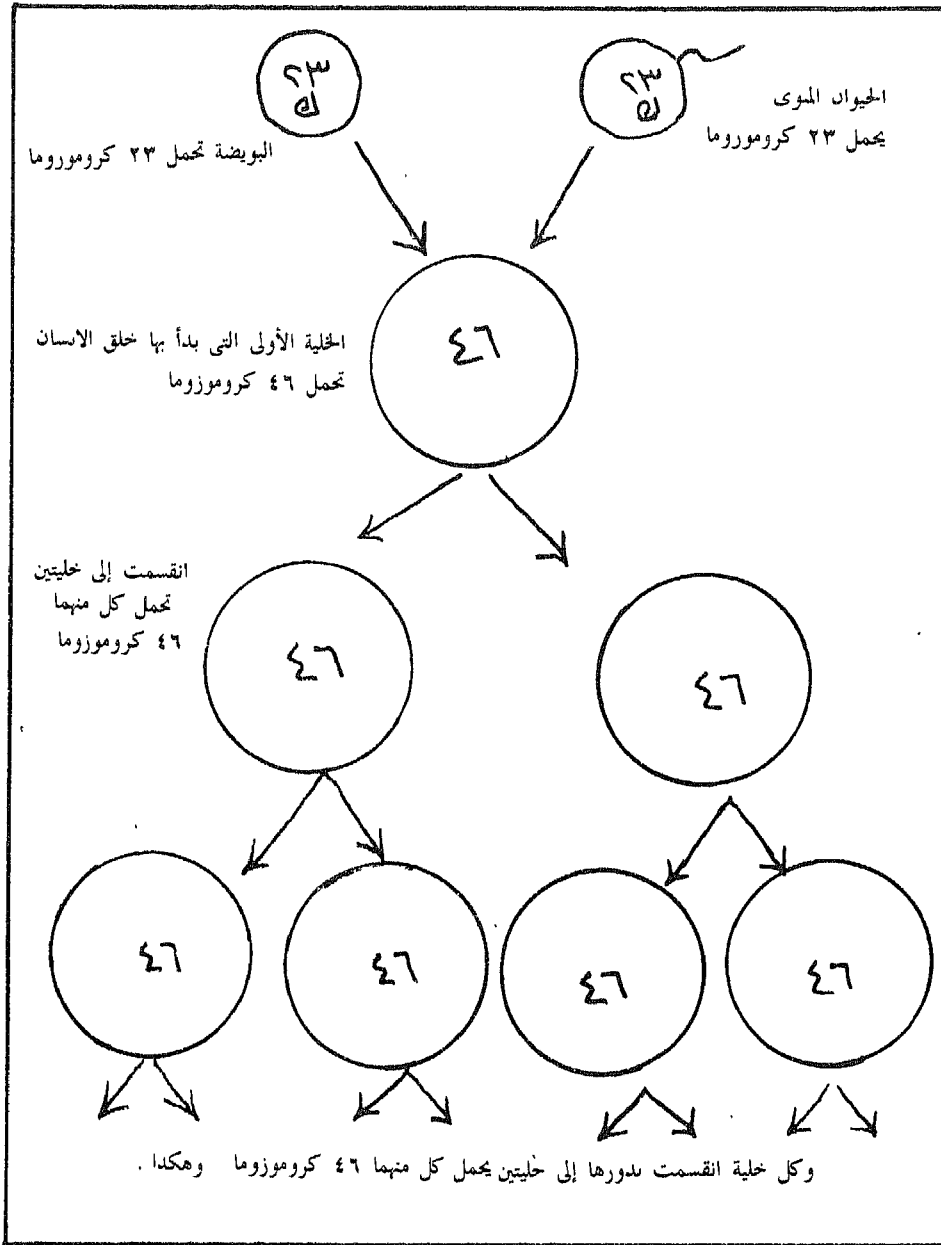 ٢٣
٢٣
الحيوان المنوى
يحمل ٢٣ كروموروما
البويضة تحمل ٢٣ كروموروما
٤٦
الخلية الأولى التى بدأ بها خلق الانسان
تحمل ٤٦ كروموزوما
انقسمت إلى خليتين
تحمل كل منهما
٤٦ كروموزوما
٤٦
٤٦
٤٦
٤٦
٤٦
٤٦
وكل خلية انقسمت بدورها إلى خليتين يحمل كل منهما ٤٦ كروموزوما وهكدا .